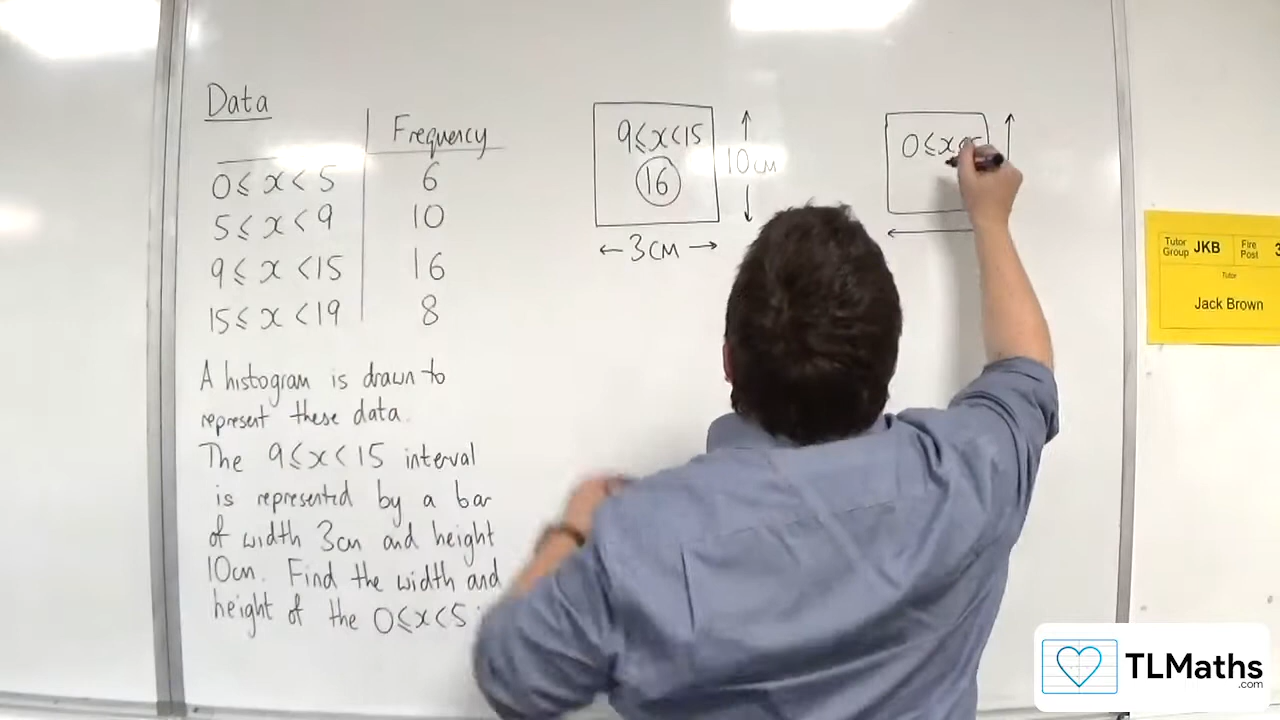 Data
Frequency
0 ≤ x < 5 6
5 ≤ x < 9 10
9 ≤ x < 15 16
15 ≤ x < 19 8
A histogram is drawn to
represent these data.
The 9 ≤ x < 15 interval
is represented by a bar
of width 3cm and height
10cm. Find the width and
height of the 0 ≤ x < 5
9 ≤ x < 15
16
10cm
3cm
0 ≤ x
Tutor Group JKB Fire Post 3
Tutor
Jack Brown
TLMaths
.com